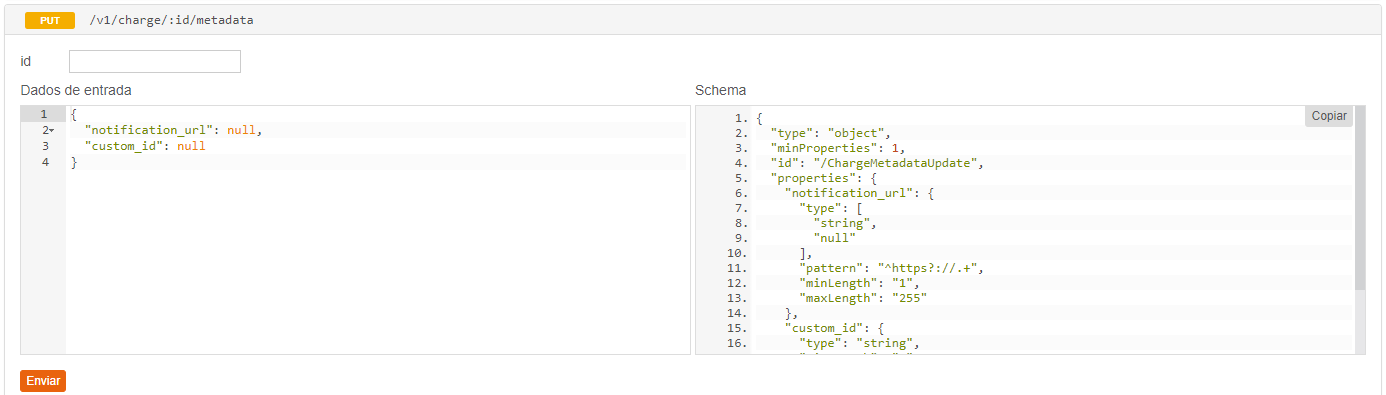 PUT /v1/charge/:id/metadata
id
Dados de entrada
1 {
2 "notification_url": null,
3 "custom_id": null
4 }
Schema
Copiar
1. {
2. "type": "object",
3. "minProperties": 1,
4. "id": "/ChargeMetadataUpdate",
5. "properties": {
6. "notification_url": {
7. "type": [
8. "string",
9. "null"
10. ],
11. "pattern": "^https?://.+",
12. "minLength": "1",
13. "maxLength": "255"
14. },
15. "custom_id": {
16. "type": "string",
Enviar